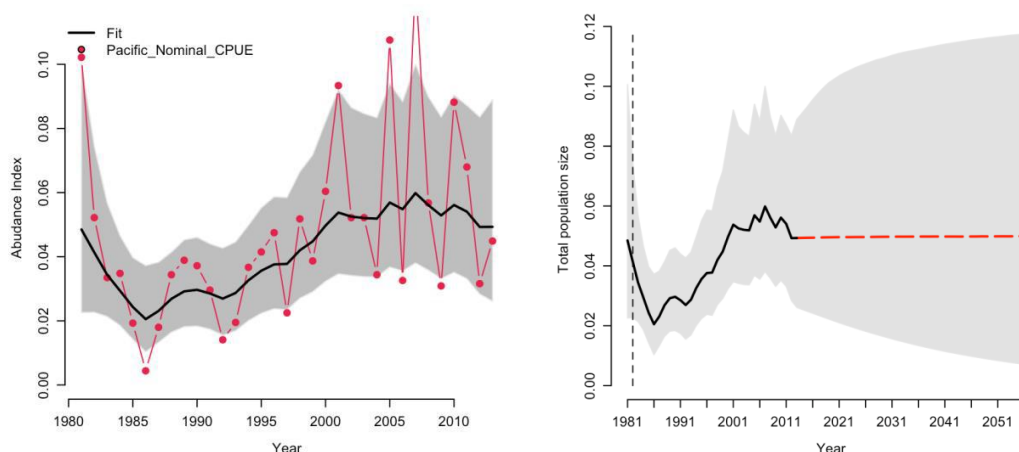 Fit
Pacific_Nominal_CPUE
Abudance Index
0.00 0.02 0.04 0.06 0.08 0.10
1980 1985 1990 1995 2000 2005 2010
Year
Total population size
0.00 0.02 0.04 0.06 0.08 0.10 0.12
1981 1991 2001 2011 2021 2031 2041 2051
Year